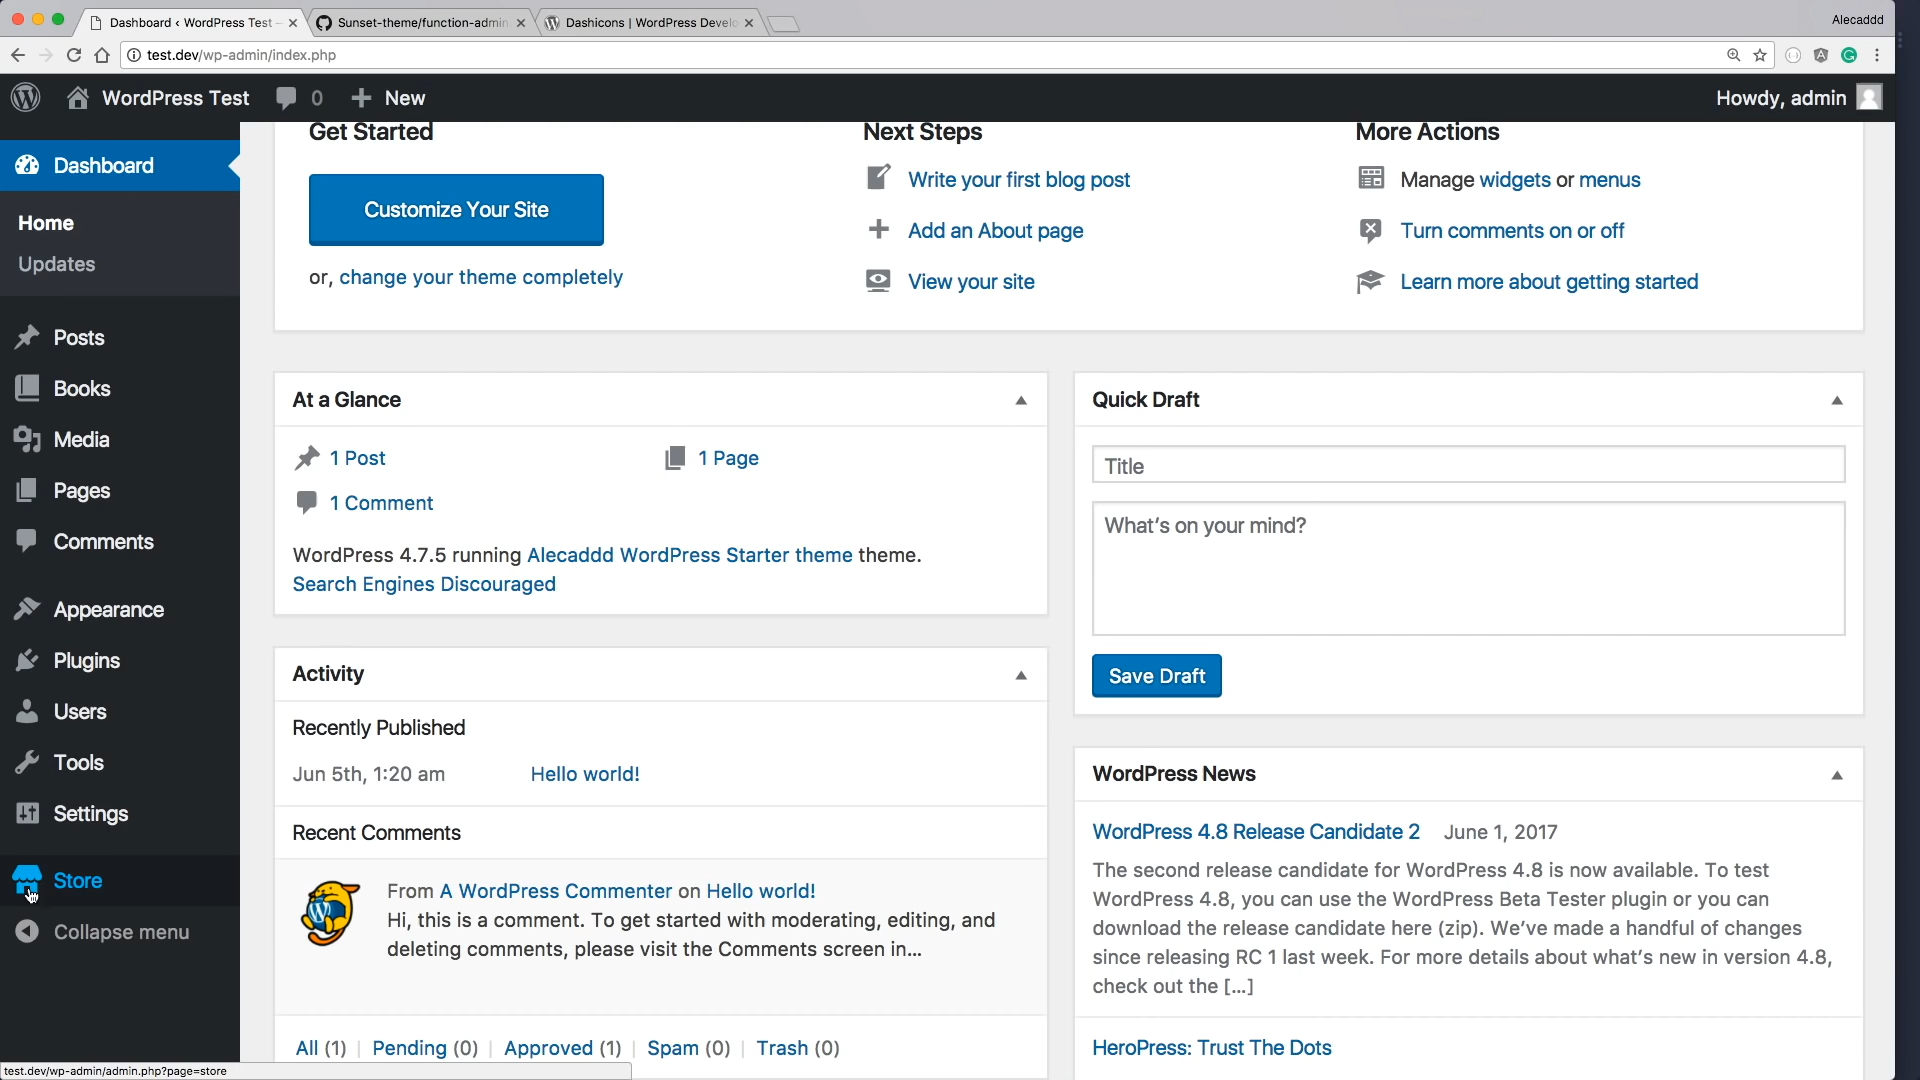 Dashboard ‹ WordPress Test –
Sunset-theme/function-admin
Dashicons | WordPress Develo
Alecaddd
test.dev/wp-admin/index.php
WordPress Test
0
New
Howdy, admin
Dashboard
Home
Updates
Posts
Books
Media
Pages
Comments
Appearance
Plugins
Users
Tools
Settings
Store
Collapse menu
Get Started
Customize Your Site
or, change your theme completely
Next Steps
Write your first blog post
Add an About page
View your site
More Actions
Manage widgets or menus
Turn comments on or off
Learn more about getting started
At a Glance
1 Post
1 Page
1 Comment
WordPress 4.7.5 running Alecaddd WordPress Starter theme theme.
Search Engines Discouraged
Activity
Recently Published
Jun 5th, 1:20 am
Hello world!
Recent Comments
From A WordPress Commenter on Hello world!
Hi, this is a comment. To get started with moderating, editing, and
deleting comments, please visit the Comments screen in…
All (1) | Pending (0) | Approved (1) | Spam (0) | Trash (0)
Quick Draft
Title
What's on your mind?
Save Draft
WordPress News
WordPress 4.8 Release Candidate 2 June 1, 2017
The second release candidate for WordPress 4.8 is now available. To test
WordPress 4.8, you can use the WordPress Beta Tester plugin or you can
download the release candidate here (zip). We've made a handful of changes
since releasing RC 1 last week. For more details about what's new in version 4.8,
check out the […]
HeroPress: Trust The Dots
test.dev/wp-admin/admin.php?page=store